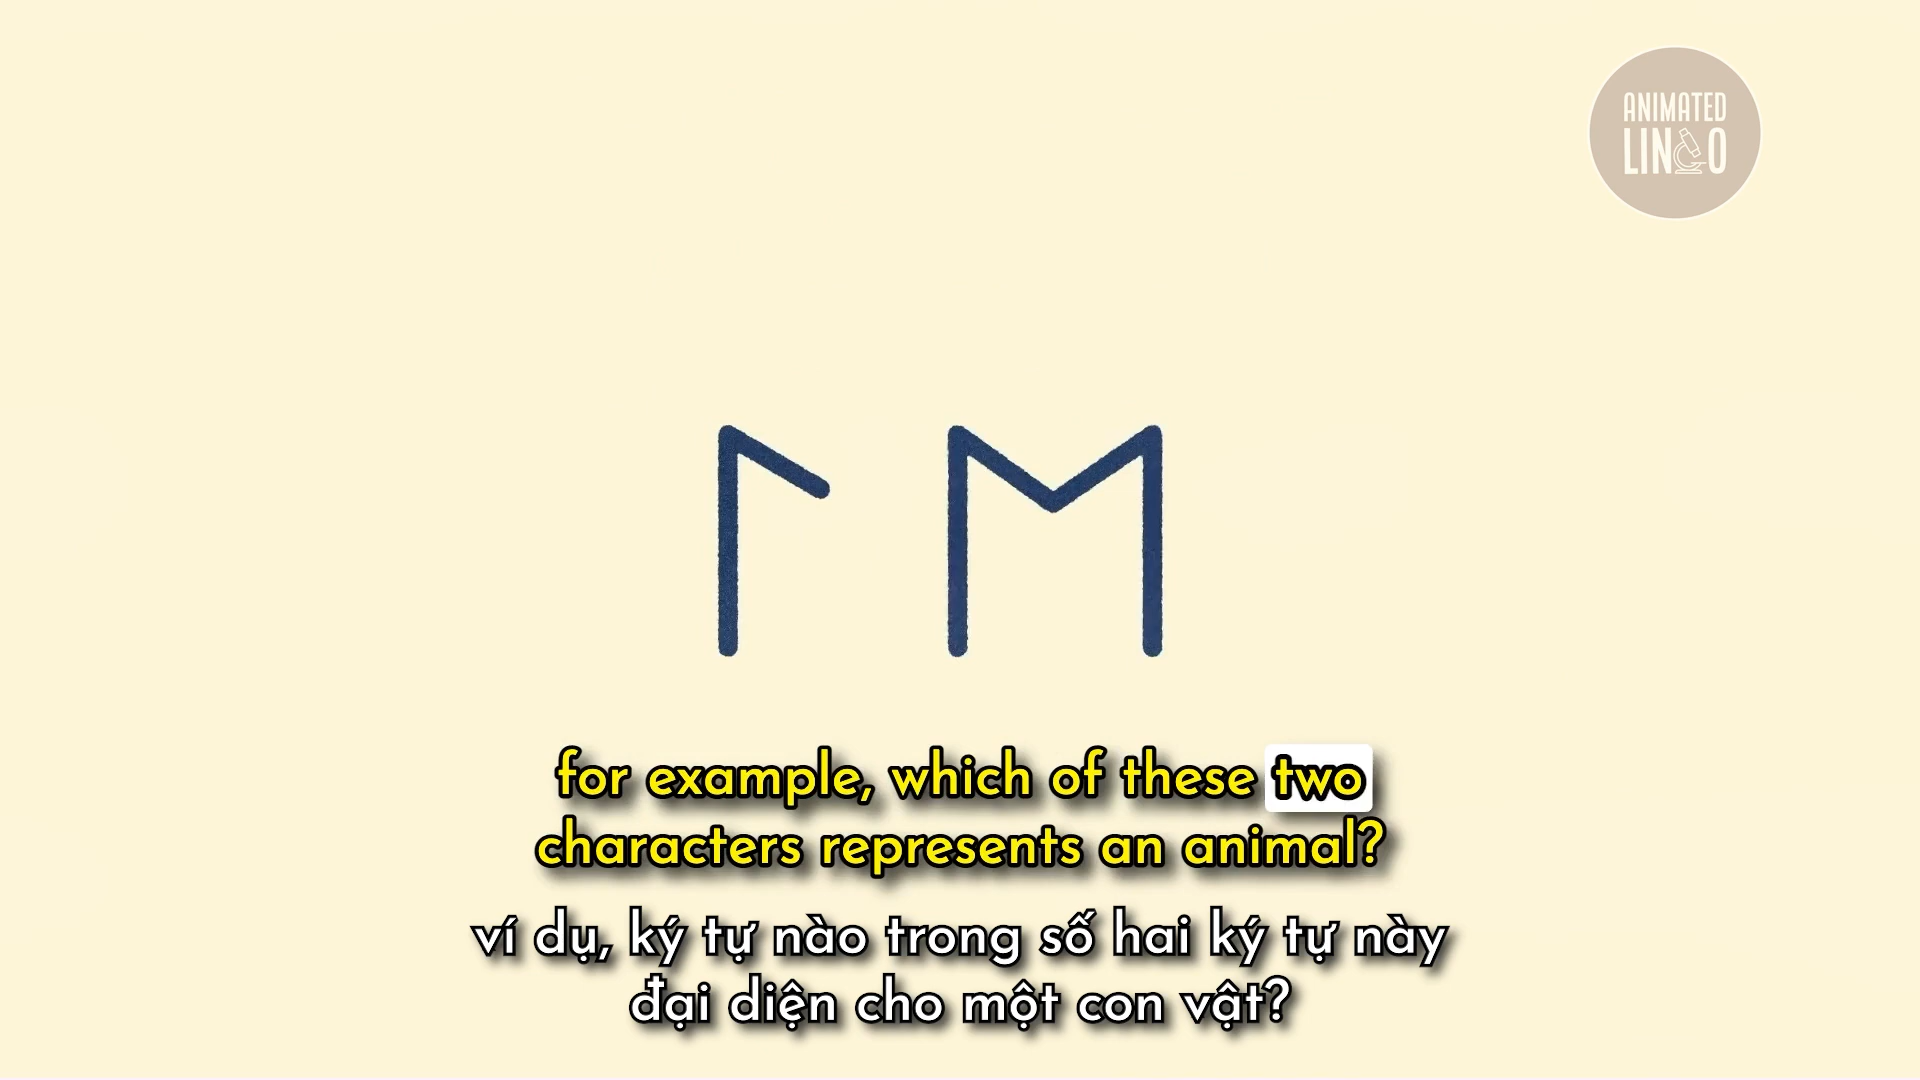 ANIMATED
LINGO
ᛚ ᛖ
for example, which of these two
characters represents an animal?
ví dụ, ký tự nào trong số hai ký tự này
đại diện cho một con vật?